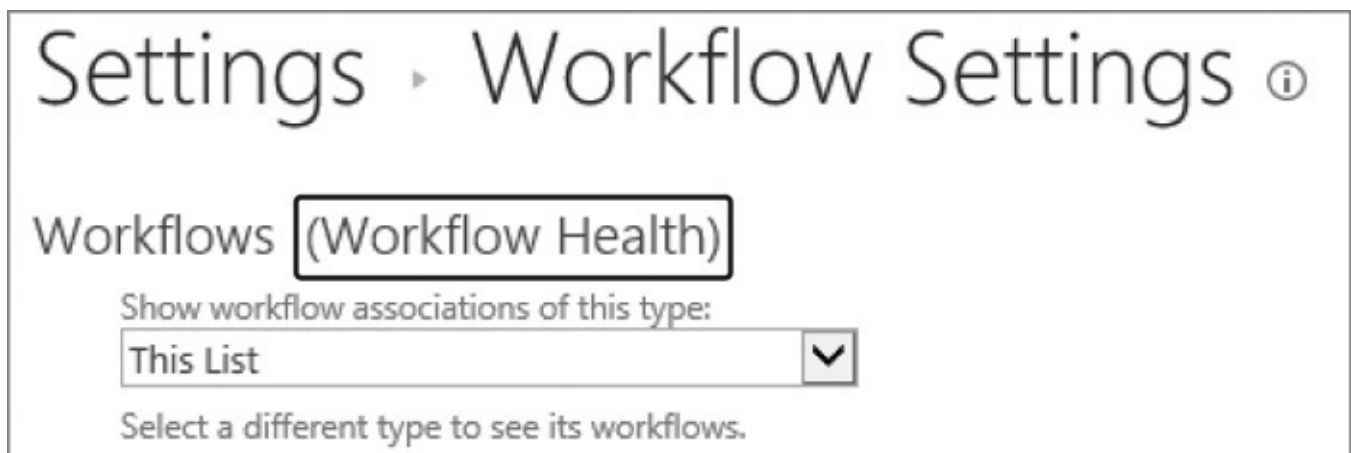 Settings ▸ Workflow Settings ⓘ
Workflows (Workflow Health)
Show workflow associations of this type:
This List
Select a different type to see its workflows.